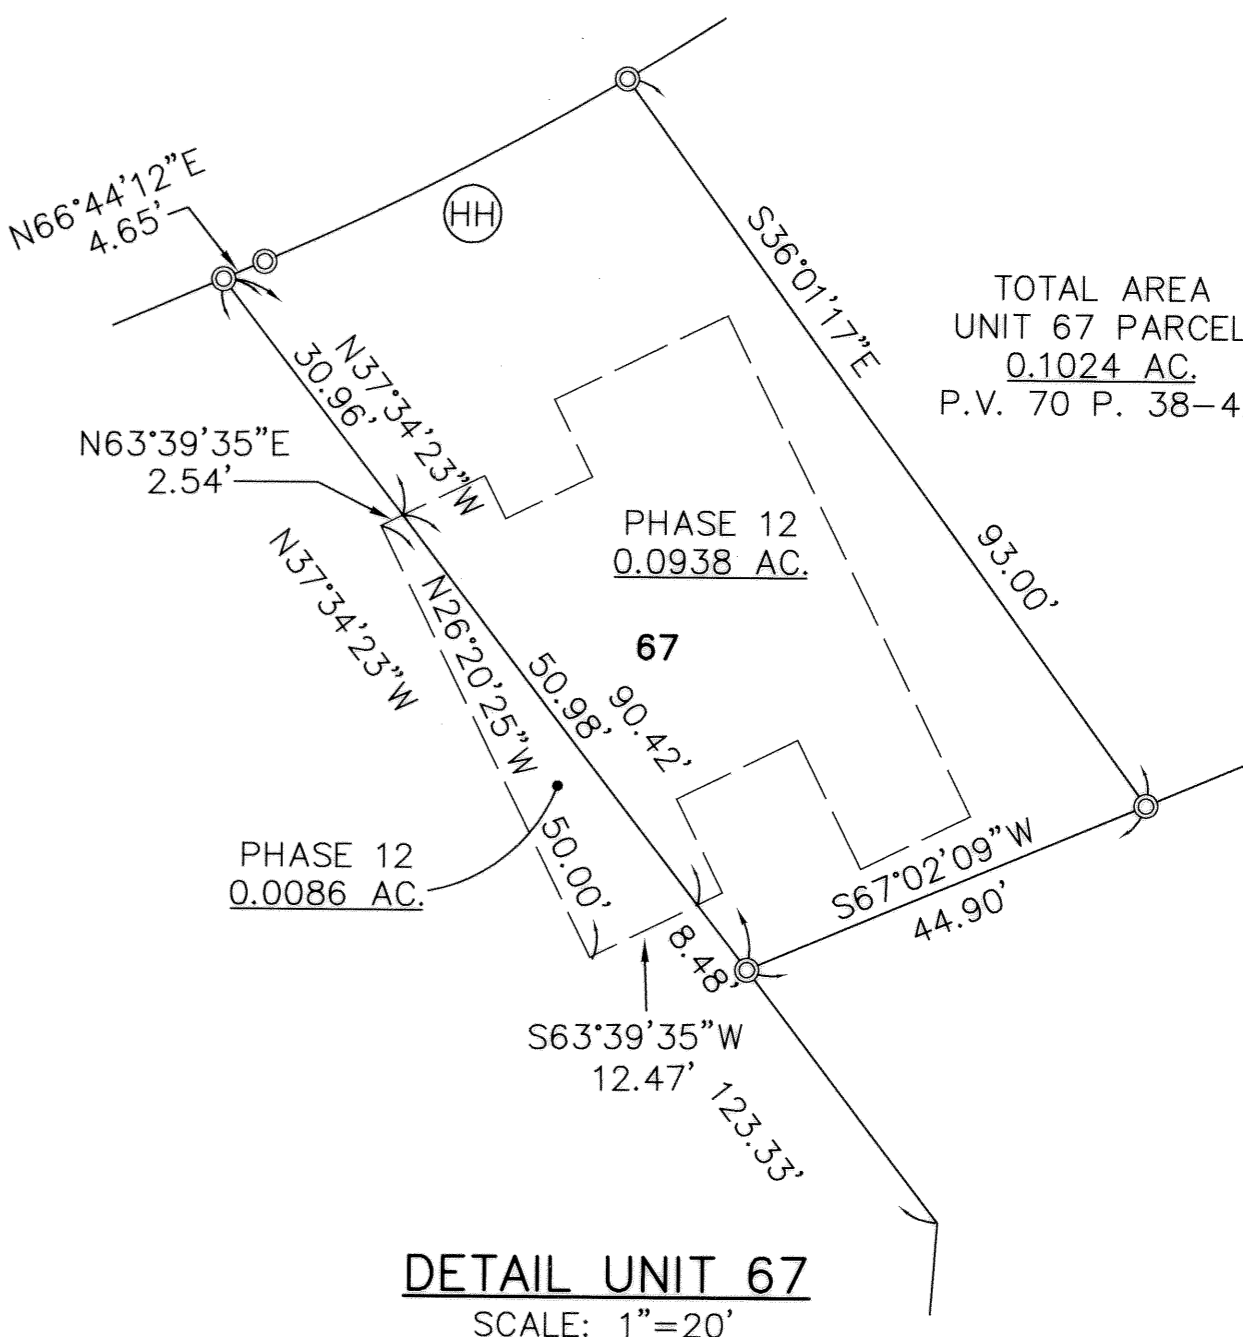 N66°44'12"E
4.65'
HH
S36°01'17"E
93.00'
TOTAL AREA
UNIT 67 PARCEL
0.1024 AC.
P.V. 70 P. 38-4
N37°34'23"W
30.96'
N63°39'35"E
2.54'
PHASE 12
0.0938 AC.
67
N37°34'23"W
N26°20'25"W
50.00'
50.98'
90.42'
PHASE 12
0.0086 AC.
S67°02'09"W
44.90'
8.48'
S63°39'35"W
12.47'
123.33'
DETAIL UNIT 67
SCALE: 1"=20'